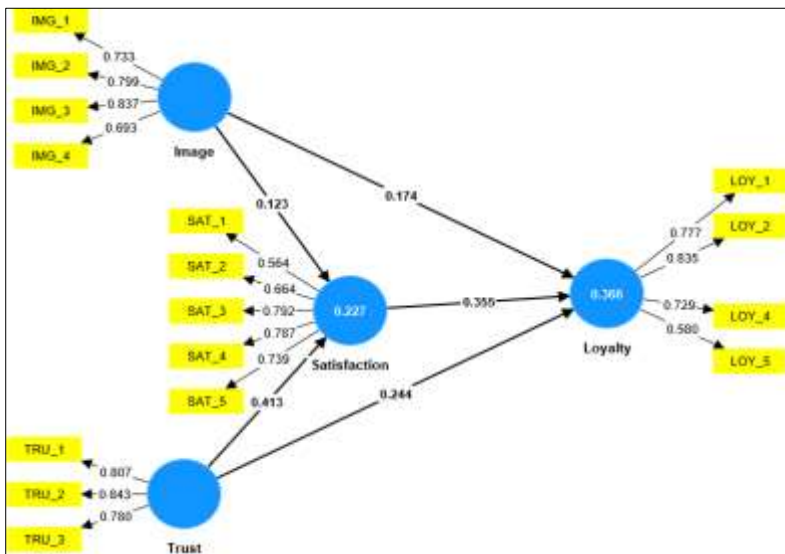 IMG_1
0.733
IMG_2
0.799
IMG_3
0.837
IMG_4
0.693
Image
0.123
0.174
SAT_1
0.564
SAT_2
0.664
SAT_3
0.792
SAT_4
0.787
SAT_5
0.739
0.227
Satisfaction
0.413
0.355
0.244
LOY_1
0.777
LOY_2
0.835
0.368
LOY_4
0.729
LOY_5
0.580
Loyalty
TRU_1
0.807
TRU_2
0.843
TRU_3
0.780
Trust